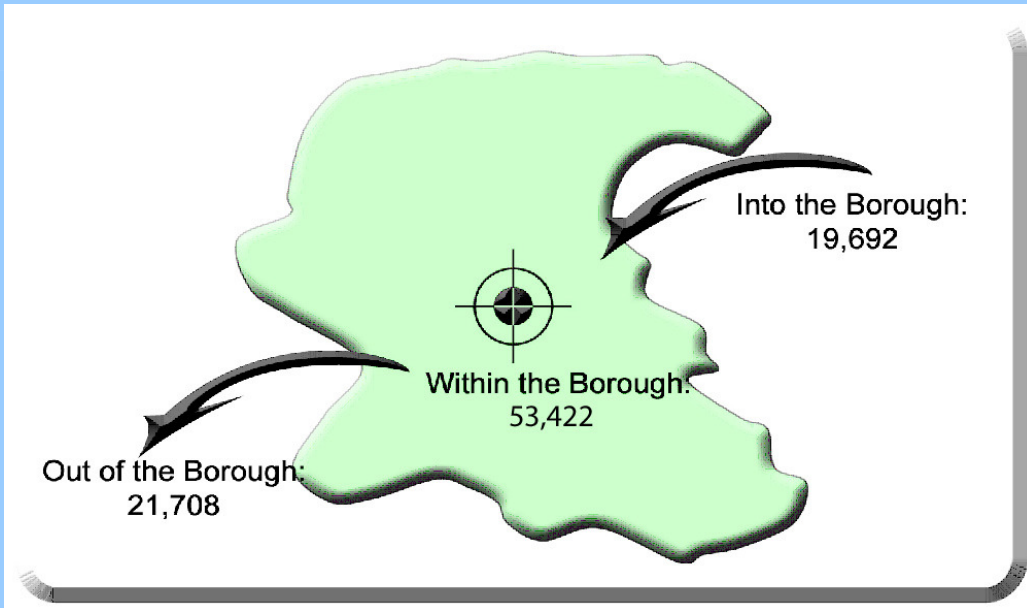 Into the Borough:
19,692
Within the Borough:
53,422
Out of the Borough:
21,708